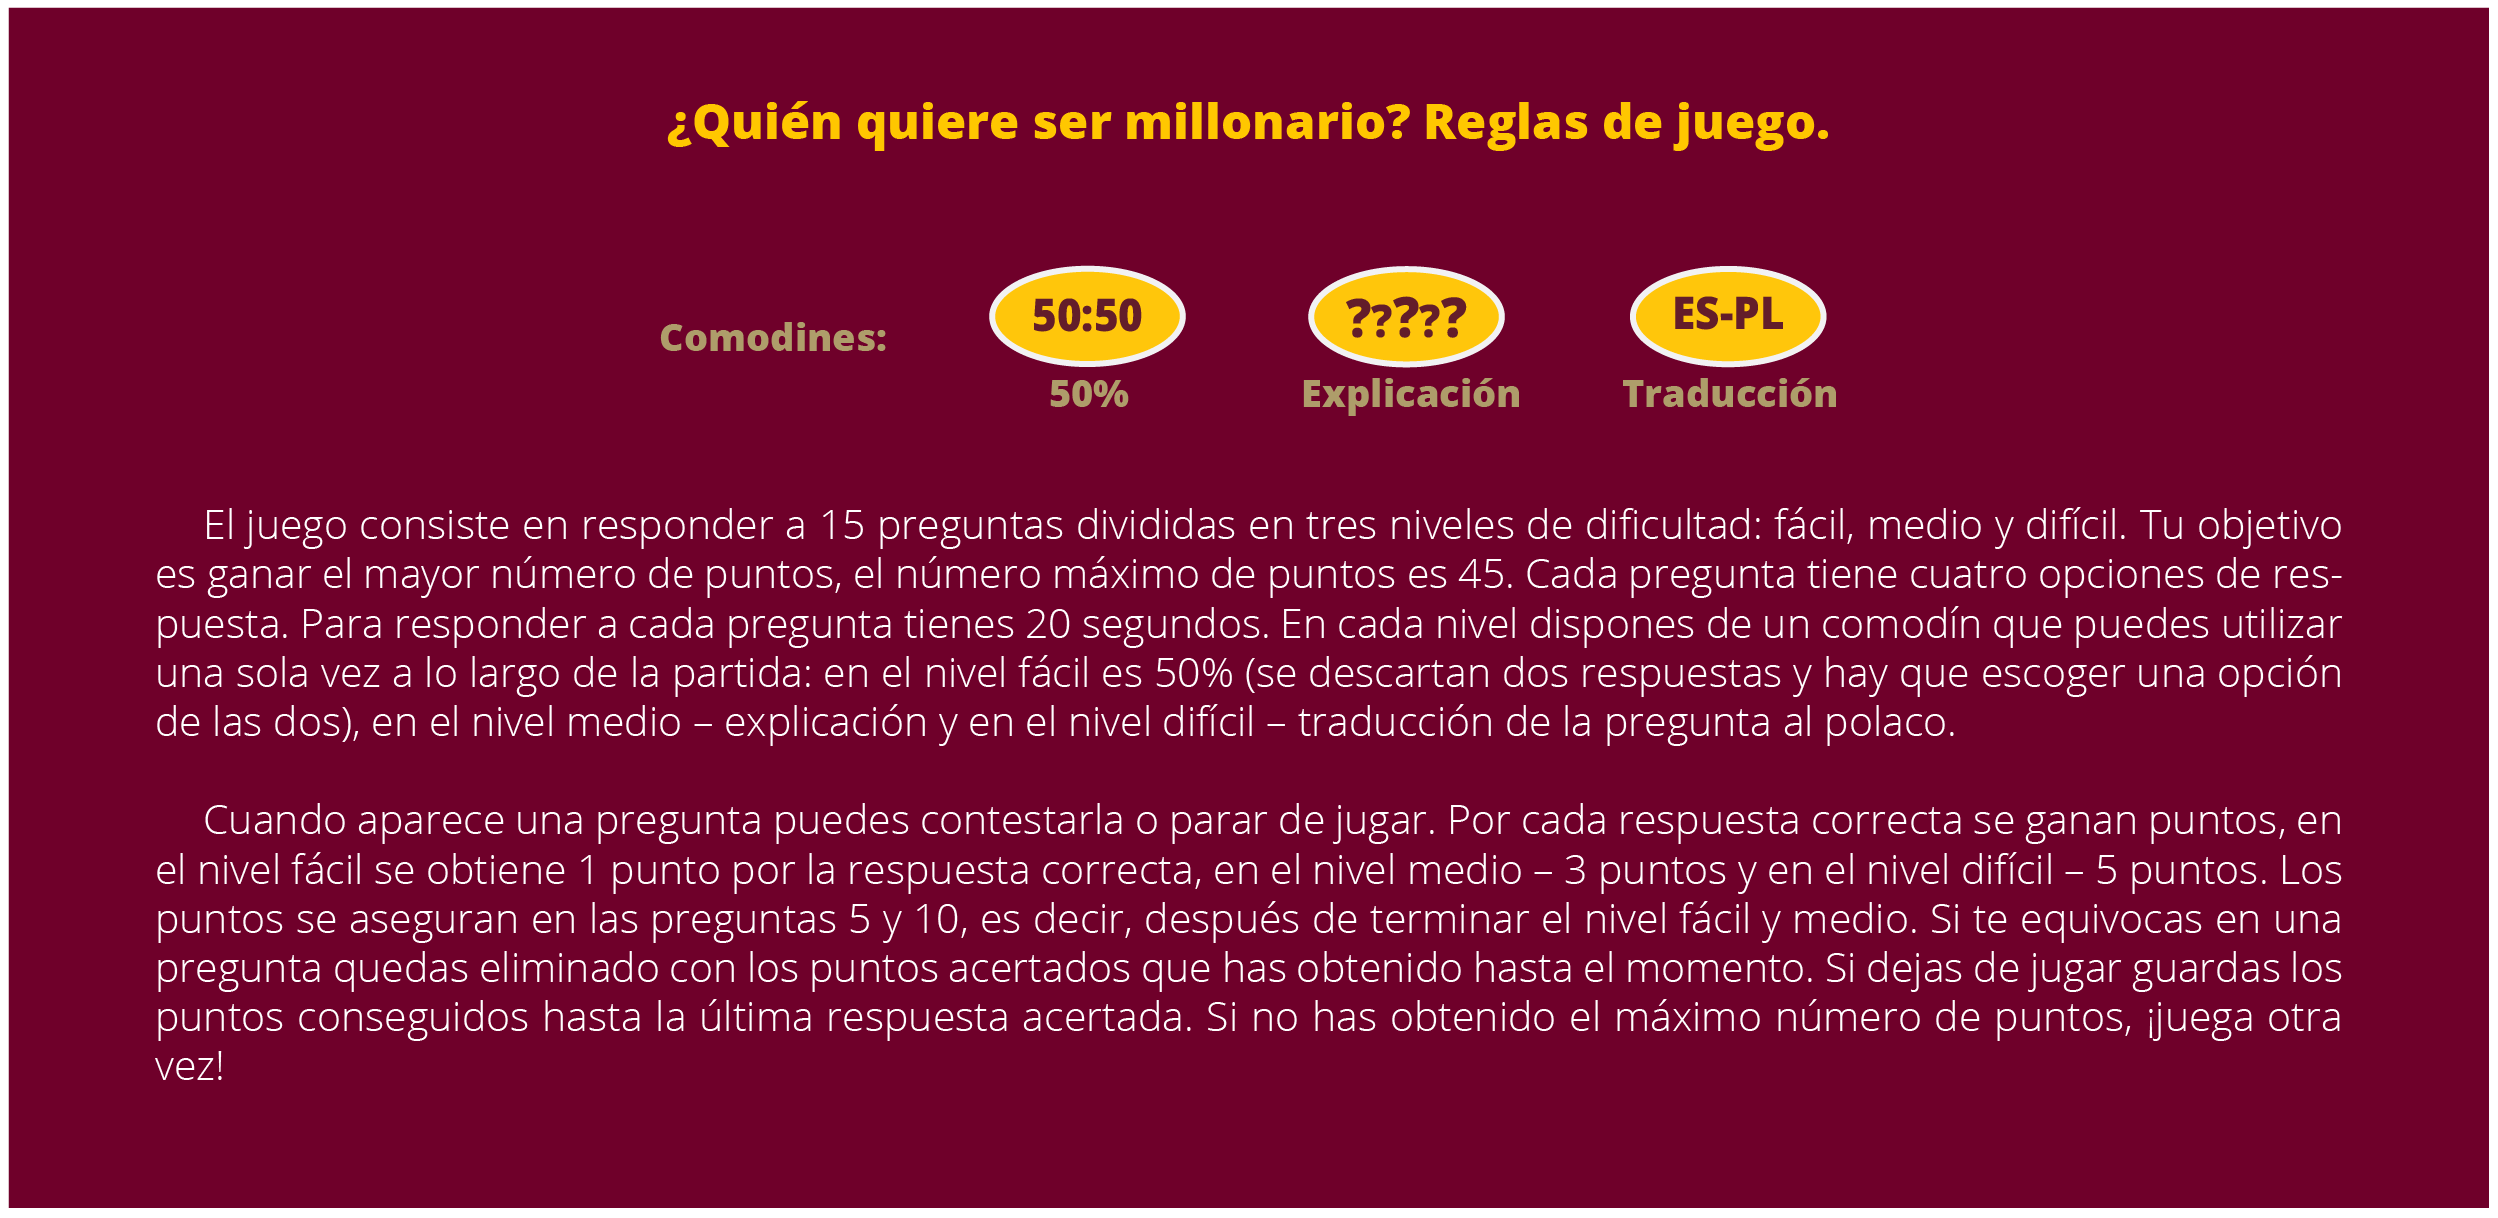 ¿Quién quiere ser millonario? Reglas de juego.
Comodines:
50:50
?????
ES-PL
50%
Explicación
Traducción
El juego consiste en responder a 15 preguntas divididas en tres niveles de dificultad: fácil, medio y difícil. Tu objetivo
es ganar el mayor número de puntos, el número máximo de puntos es 45. Cada pregunta tiene cuatro opciones de res-
puesta. Para responder a cada pregunta tienes 20 segundos. En cada nivel dispones de un comodín que puedes utilizar
una sola vez a lo largo de la partida: en el nivel fácil es 50% (se descartan dos respuestas y hay que escoger una opción
de las dos), en el nivel medio – explicación y en el nivel difícil – traducción de la pregunta al polaco.
Cuando aparece una pregunta puedes contestarla o parar de jugar. Por cada respuesta correcta se ganan puntos, en
el nivel fácil se obtiene 1 punto por la respuesta correcta, en el nivel medio – 3 puntos y en el nivel difícil – 5 puntos. Los
puntos se aseguran en las preguntas 5 y 10, es decir, después de terminar el nivel fácil y medio. Si te equivocas en una
pregunta quedas eliminado con los puntos acertados que has obtenido hasta el momento. Si dejas de jugar guardas los
puntos conseguidos hasta la última respuesta acertada. Si no has obtenido el máximo número de puntos, ¡juega otra
vez!